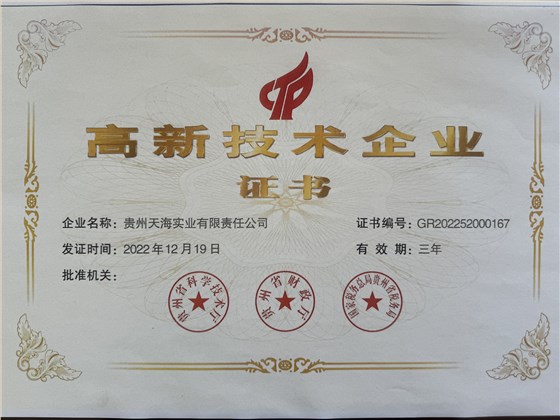 高新技术企业
证书
企业名称：贵州天海实业有限责任公司
证书编号：GR202252000167
发证时间：2022年12月19日
有效期：三年
批准机关：
贵州省科学技术厅
贵州省财政厅
国家税务总局贵州省税务局